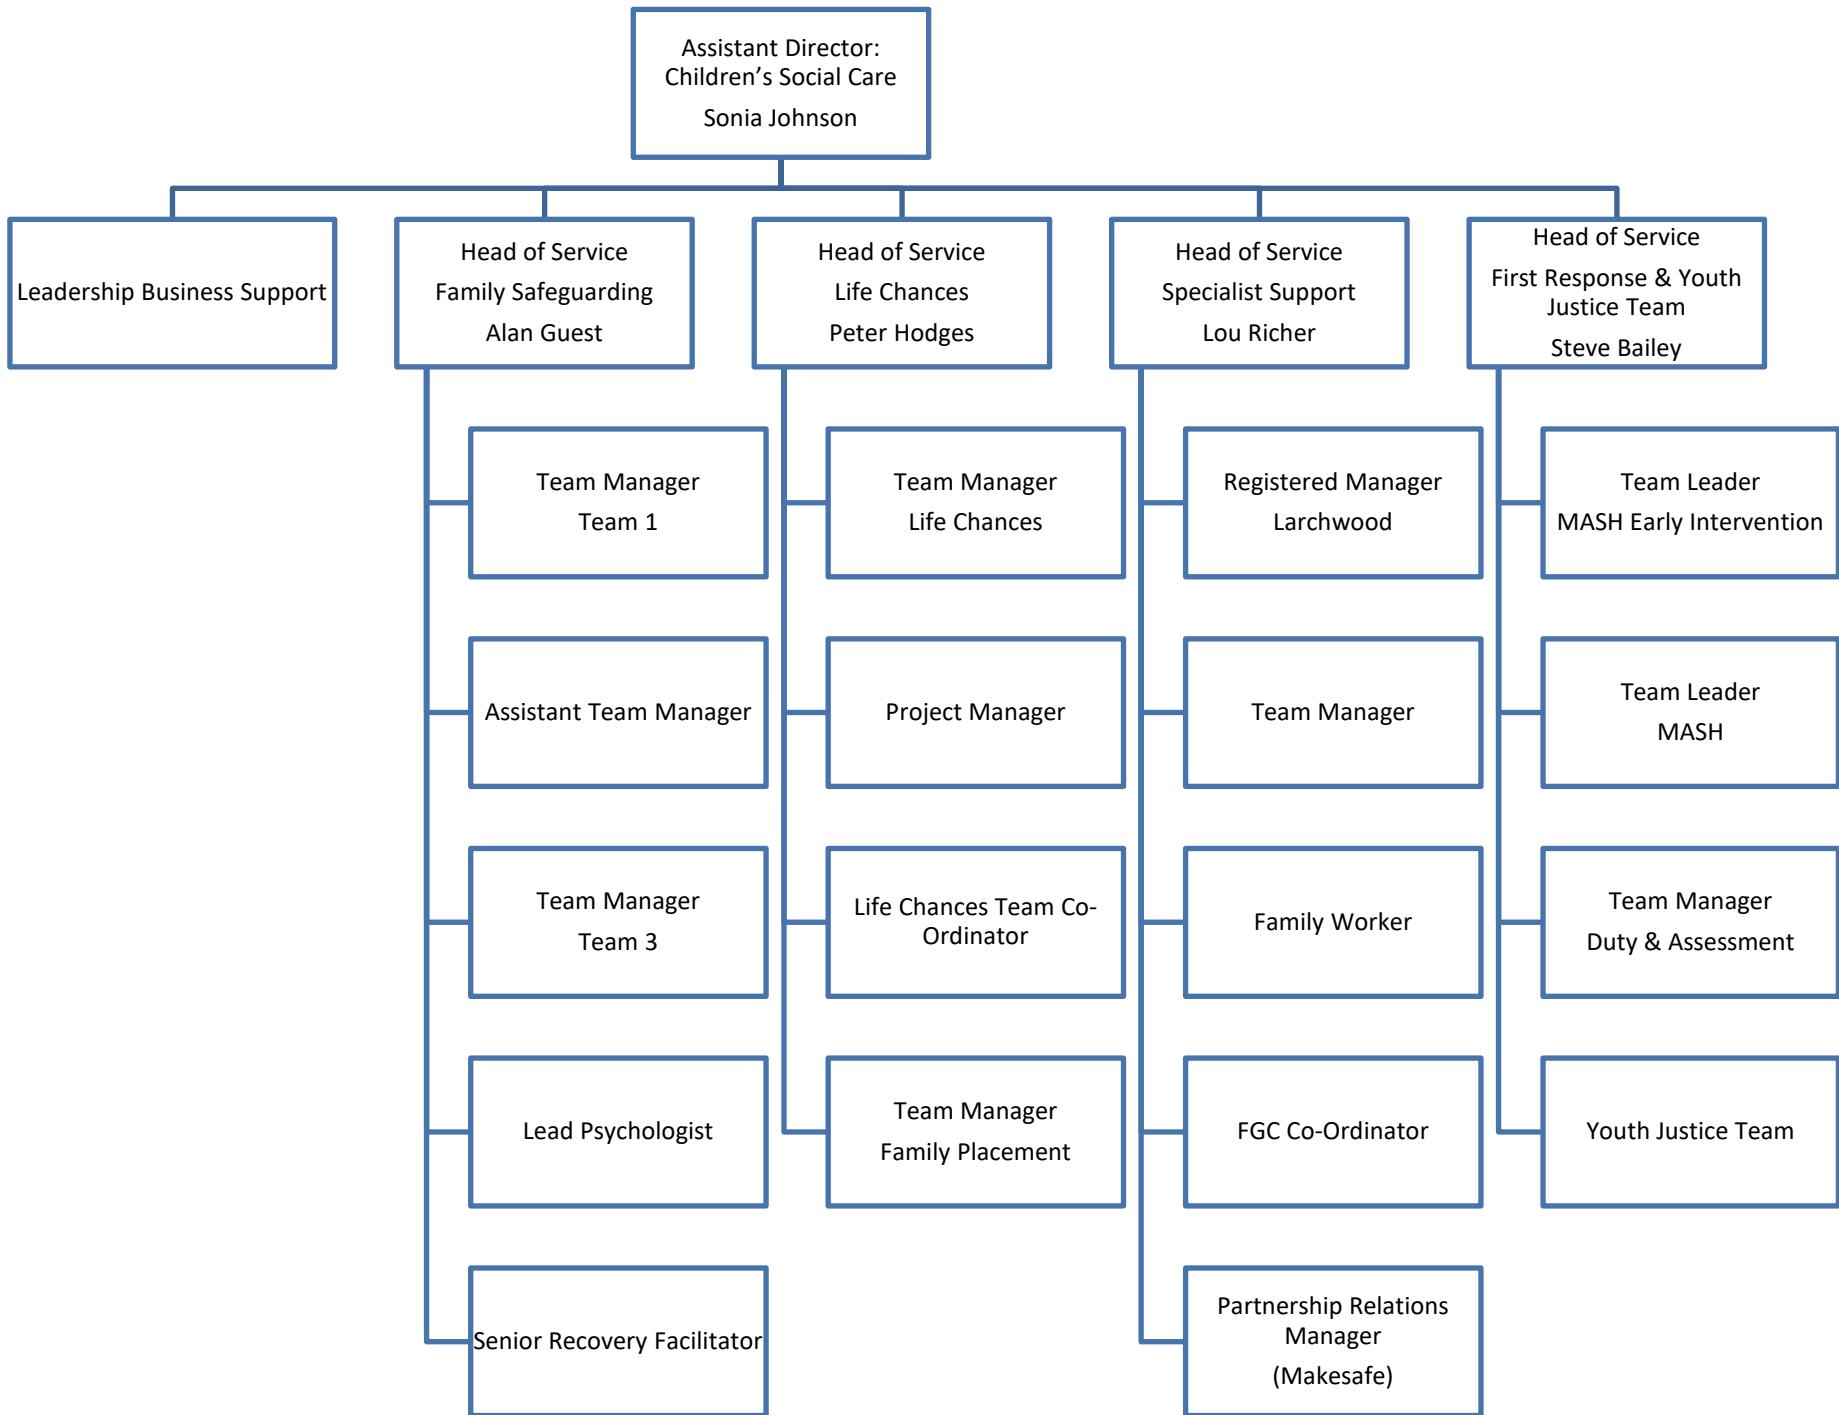 Assistant Director:
Children’s Social Care
Sonia Johnson
Leadership Business Support
Head of Service
Family Safeguarding
Alan Guest
Head of Service
Life Chances
Peter Hodges
Head of Service
Specialist Support
Lou Richer
Head of Service
First Response & Youth
Justice Team
Steve Bailey
Team Manager
Team 1
Team Manager
Life Chances
Registered Manager
Larchwood
Team Leader
MASH Early Intervention
Assistant Team Manager
Project Manager
Team Manager
Team Leader
MASH
Team Manager
Team 3
Life Chances Team Co-
Ordinator
Family Worker
Team Manager
Duty & Assessment
Lead Psychologist
Team Manager
Family Placement
FGC Co-Ordinator
Youth Justice Team
Senior Recovery Facilitator
Partnership Relations
Manager
(Makesafe)